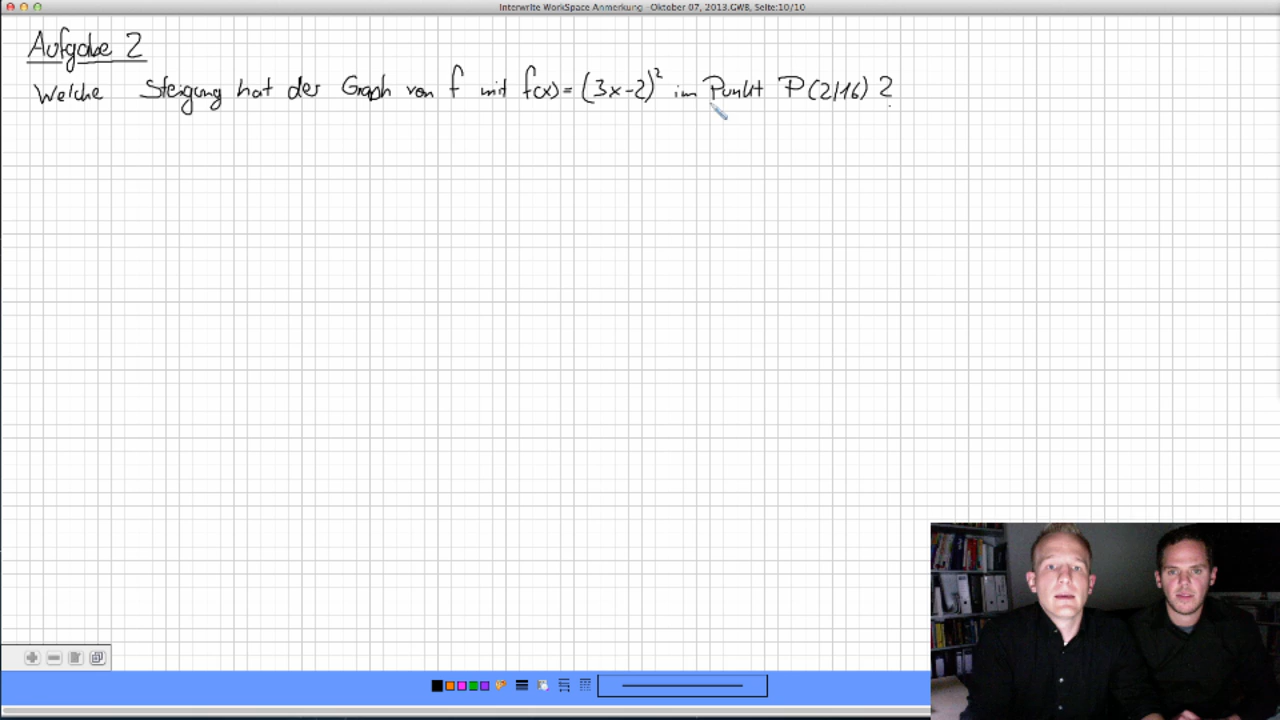 Interwrite WorkSpace Anmerkung -Oktober 07, 2013.GWB, Seite:10/10
Aufgabe 2
Welche Steigung hat der Graph von f mit f(x) = (3x-2)² im Punkt P(2/16) ?